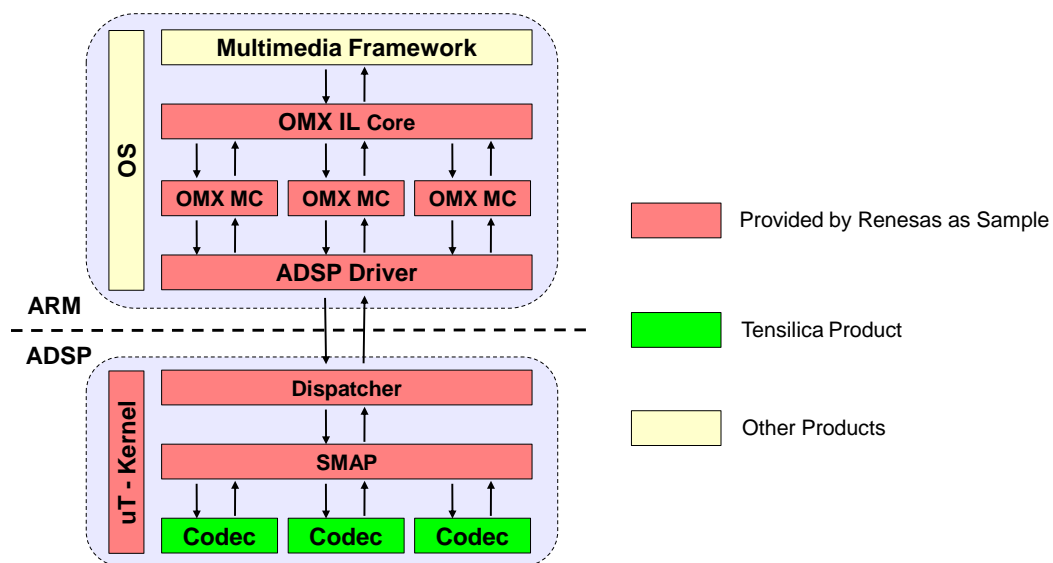 Multimedia Framework
OS
OMX IL Core
OMX MC
OMX MC
OMX MC
ADSP Driver
ARM
ADSP
uT - Kernel
Dispatcher
SMAP
Codec
Codec
Codec
Provided by Renesas as Sample
Tensilica Product
Other Products